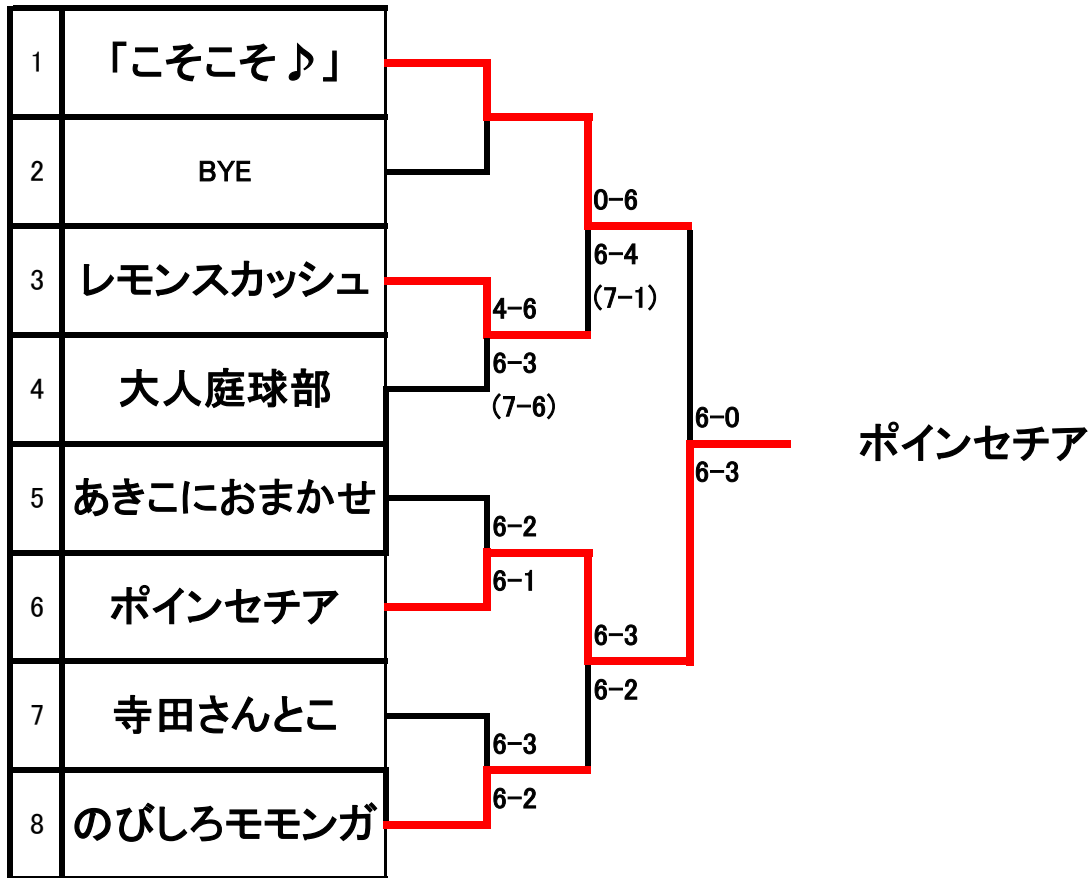 1 「こそこそ♪」
2 BYE
3 レモンスカッシュ
4 大人庭球部
5 あきこにおまかせ
6 ポインセチア
7 寺田さんとこ
8 のびしろモモンガ
4-6
6-3
(7-6)
6-2
6-1
6-3
6-2
0-6
6-4
(7-1)
6-3
6-2
6-0
6-3
ポインセチア